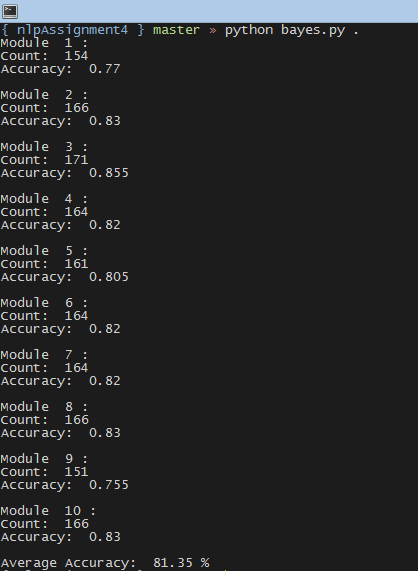 { nlpAssignment4 } master » python bayes.py .
Module  1 :
Count:  154
Accuracy:  0.77
Module  2 :
Count:  166
Accuracy:  0.83
Module  3 :
Count:  171
Accuracy:  0.855
Module  4 :
Count:  164
Accuracy:  0.82
Module  5 :
Count:  161
Accuracy:  0.805
Module  6 :
Count:  164
Accuracy:  0.82
Module  7 :
Count:  164
Accuracy:  0.82
Module  8 :
Count:  166
Accuracy:  0.83
Module  9 :
Count:  151
Accuracy:  0.755
Module  10 :
Count:  166
Accuracy:  0.83
Average Accuracy:  81.35 %